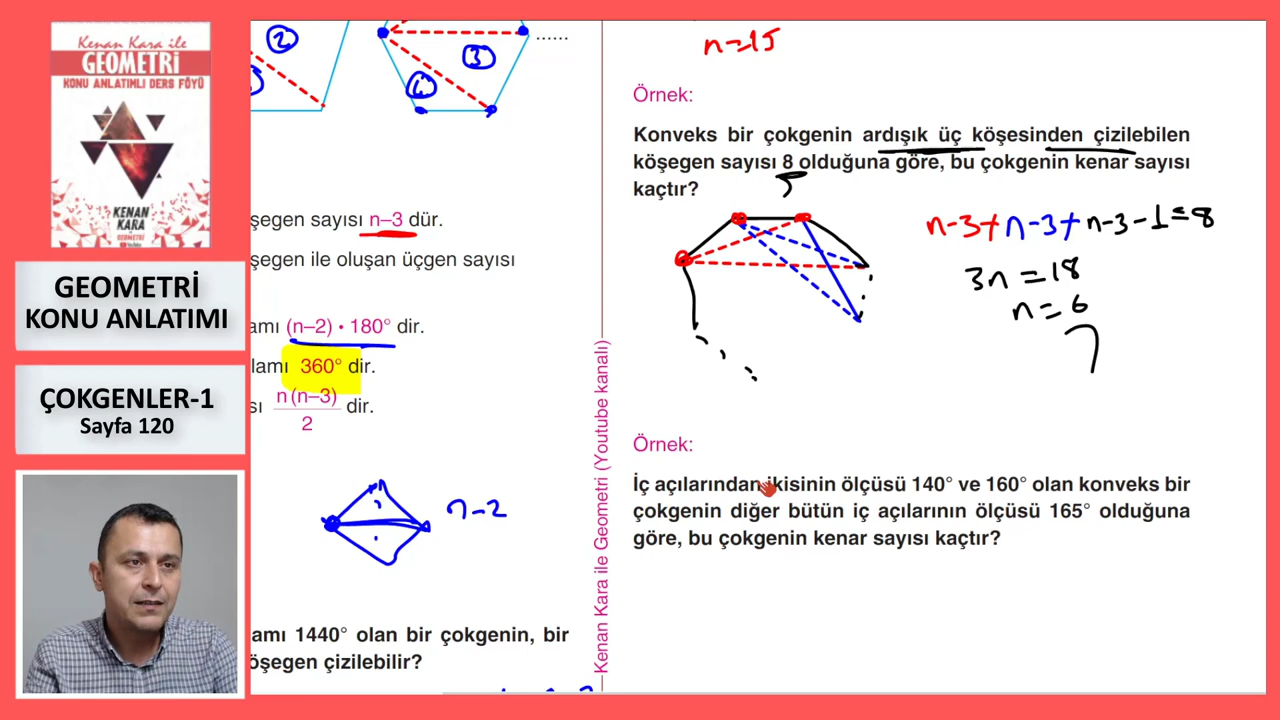 Kenan Kara ile
GEOMETRİ
KONU ANLATIMLI DERS FÖYÜ
KENAN
KARA
GEOMETRİ
KONU ANLATIMI
ÇOKGENLER-1
Sayfa 120
2
3
......
şegen sayısı n–3 dür.
şegen ile oluşan üçgen sayısı
amı (n–2) • 180° dir.
lamı 360° dir.
sı n(n–3)
2 dir.
n-2
amı 1440° olan bir çokgenin, bir
öşegen çizilebilir?
Kenan Kara ile Geometri (Youtube kanalı)
n=15
Örnek:
Konveks bir çokgenin ardışık üç köşesinden çizilebilen
köşegen sayısı 8 olduğuna göre, bu çokgenin kenar sayısı
kaçtır?
n-3+n-3+n-3-1=8
3n=18
n=6
Örnek:
İç açılarından ikisinin ölçüsü 140° ve 160° olan konveks bir
çokgenin diğer bütün iç açılarının ölçüsü 165° olduğuna
göre, bu çokgenin kenar sayısı kaçtır?